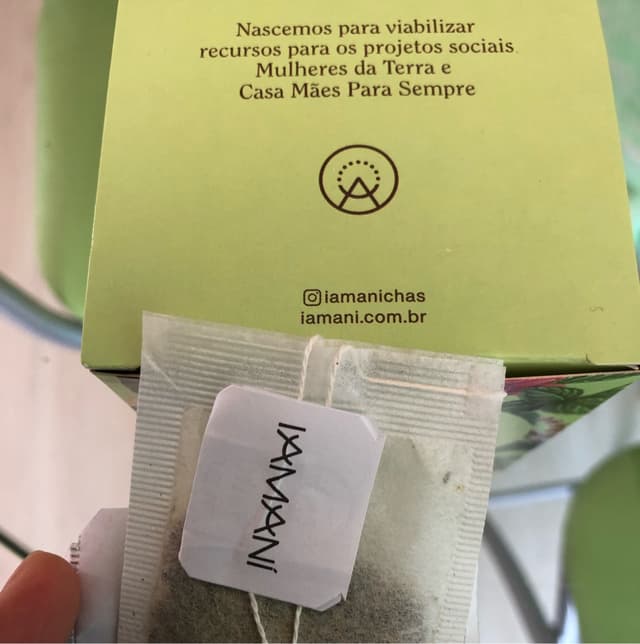 Nascemos para viabilizar
recursos para os projetos sociais
Mulheres da Terra e
Casa Mães Para Sempre
iamanichas
iamani.com.br
IAMANÍ